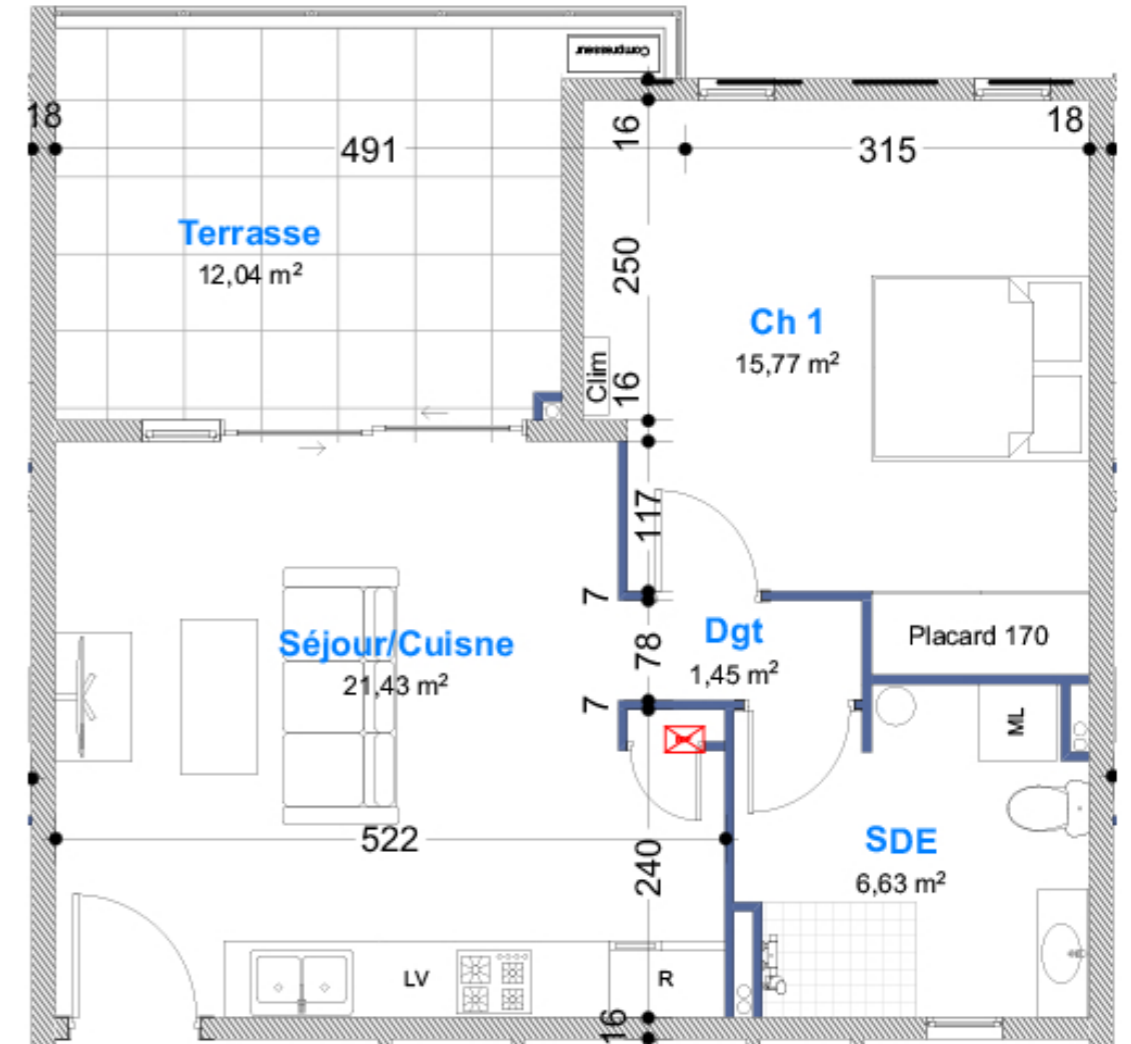 Compresseur
18
16
18
491
315
Terrasse
12,04 m²
250
Ch 1
15,77 m²
Clim
16
117
7
Séjour/Cuisne
21,43 m²
78
Dgt
1,45 m²
Placard 170
7
ML
522
240
SDE
6,63 m²
LV
R
16